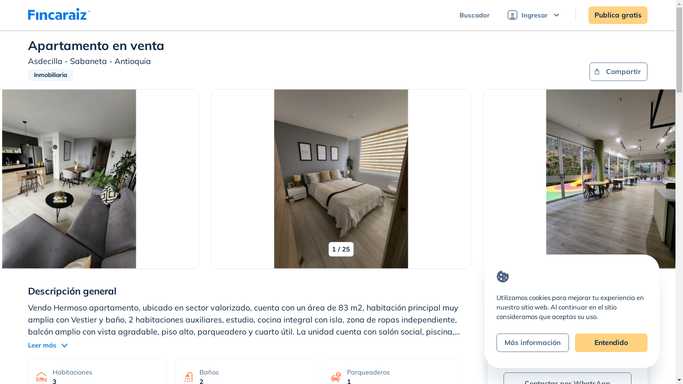 Fincaraiz
Buscador
Ingresar
Publica gratis
Apartamento en venta
Asdecilla - Sabaneta - Antioquia
Inmobiliaria
Compartir
1 / 25
Descripción general
Vendo Hermoso apartamento, ubicado en sector valorizado, cuenta con un área de 83 m2, habitación principal muy
amplia con Vestier y baño, 2 habitaciones auxiliares, estudio, cocina integral con isla, zona de ropas independiente,
balcón amplio con vista agradable, piso alto, parqueadero y cuarto útil. La unidad cuenta con salón social, piscina,...
Leer más
Habitaciones
3
Baños
2
Parqueaderos
1
Utilizamos cookies para mejorar tu experiencia en
nuestro sitio web. Al continuar en el sitio
consideramos que aceptas su uso.
Más información
Entendido
Contactar por WhatsApp